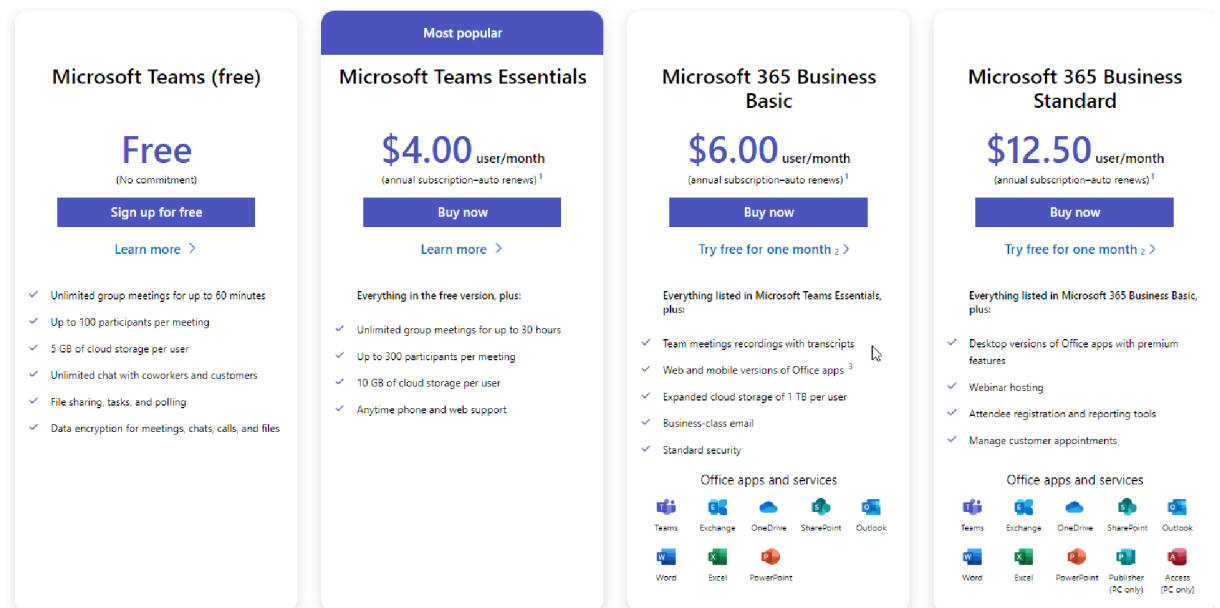 Microsoft Teams (free)
Free
(No commitment)
Sign up for free
Learn more
Unlimited group meetings for up to 60 minutes
Up to 100 participants per meeting
5 GB of cloud storage per user
Unlimited chat with coworkers and customers
File sharing, tasks, and polling
Data encryption for meetings, chats, calls, and files
Most popular
Microsoft Teams Essentials
$4.00 user/month
(annual subscription–auto renews) 1
Buy now
Learn more
Everything in the free version, plus:
Unlimited group meetings for up to 30 hours
Up to 300 participants per meeting
10 GB of cloud storage per user
Anytime phone and web support
Microsoft 365 Business
Basic
$6.00 user/month
(annual subscription–auto renews) 1
Buy now
Try free for one month 2
Everything listed in Microsoft Teams Essentials,
plus:
Team meetings recordings with transcripts
Web and mobile versions of Office apps 3
Expanded cloud storage of 1 TB per user
Business-class email
Standard security
Office apps and services
Teams Exchange OneDrive SharePoint Outlook
Word Excel PowerPoint
Microsoft 365 Business
Standard
$12.50 user/month
(annual subscription–auto renews) 1
Buy now
Try free for one month 2
Everything listed in Microsoft 365 Business Basic,
plus:
Desktop versions of Office apps with premium
features
Webinar hosting
Attendee registration and reporting tools
Manage customer appointments
Office apps and services
Teams Exchange OneDrive SharePoint Outlook
Word Excel PowerPoint Publisher Access
(PC only) (PC only)